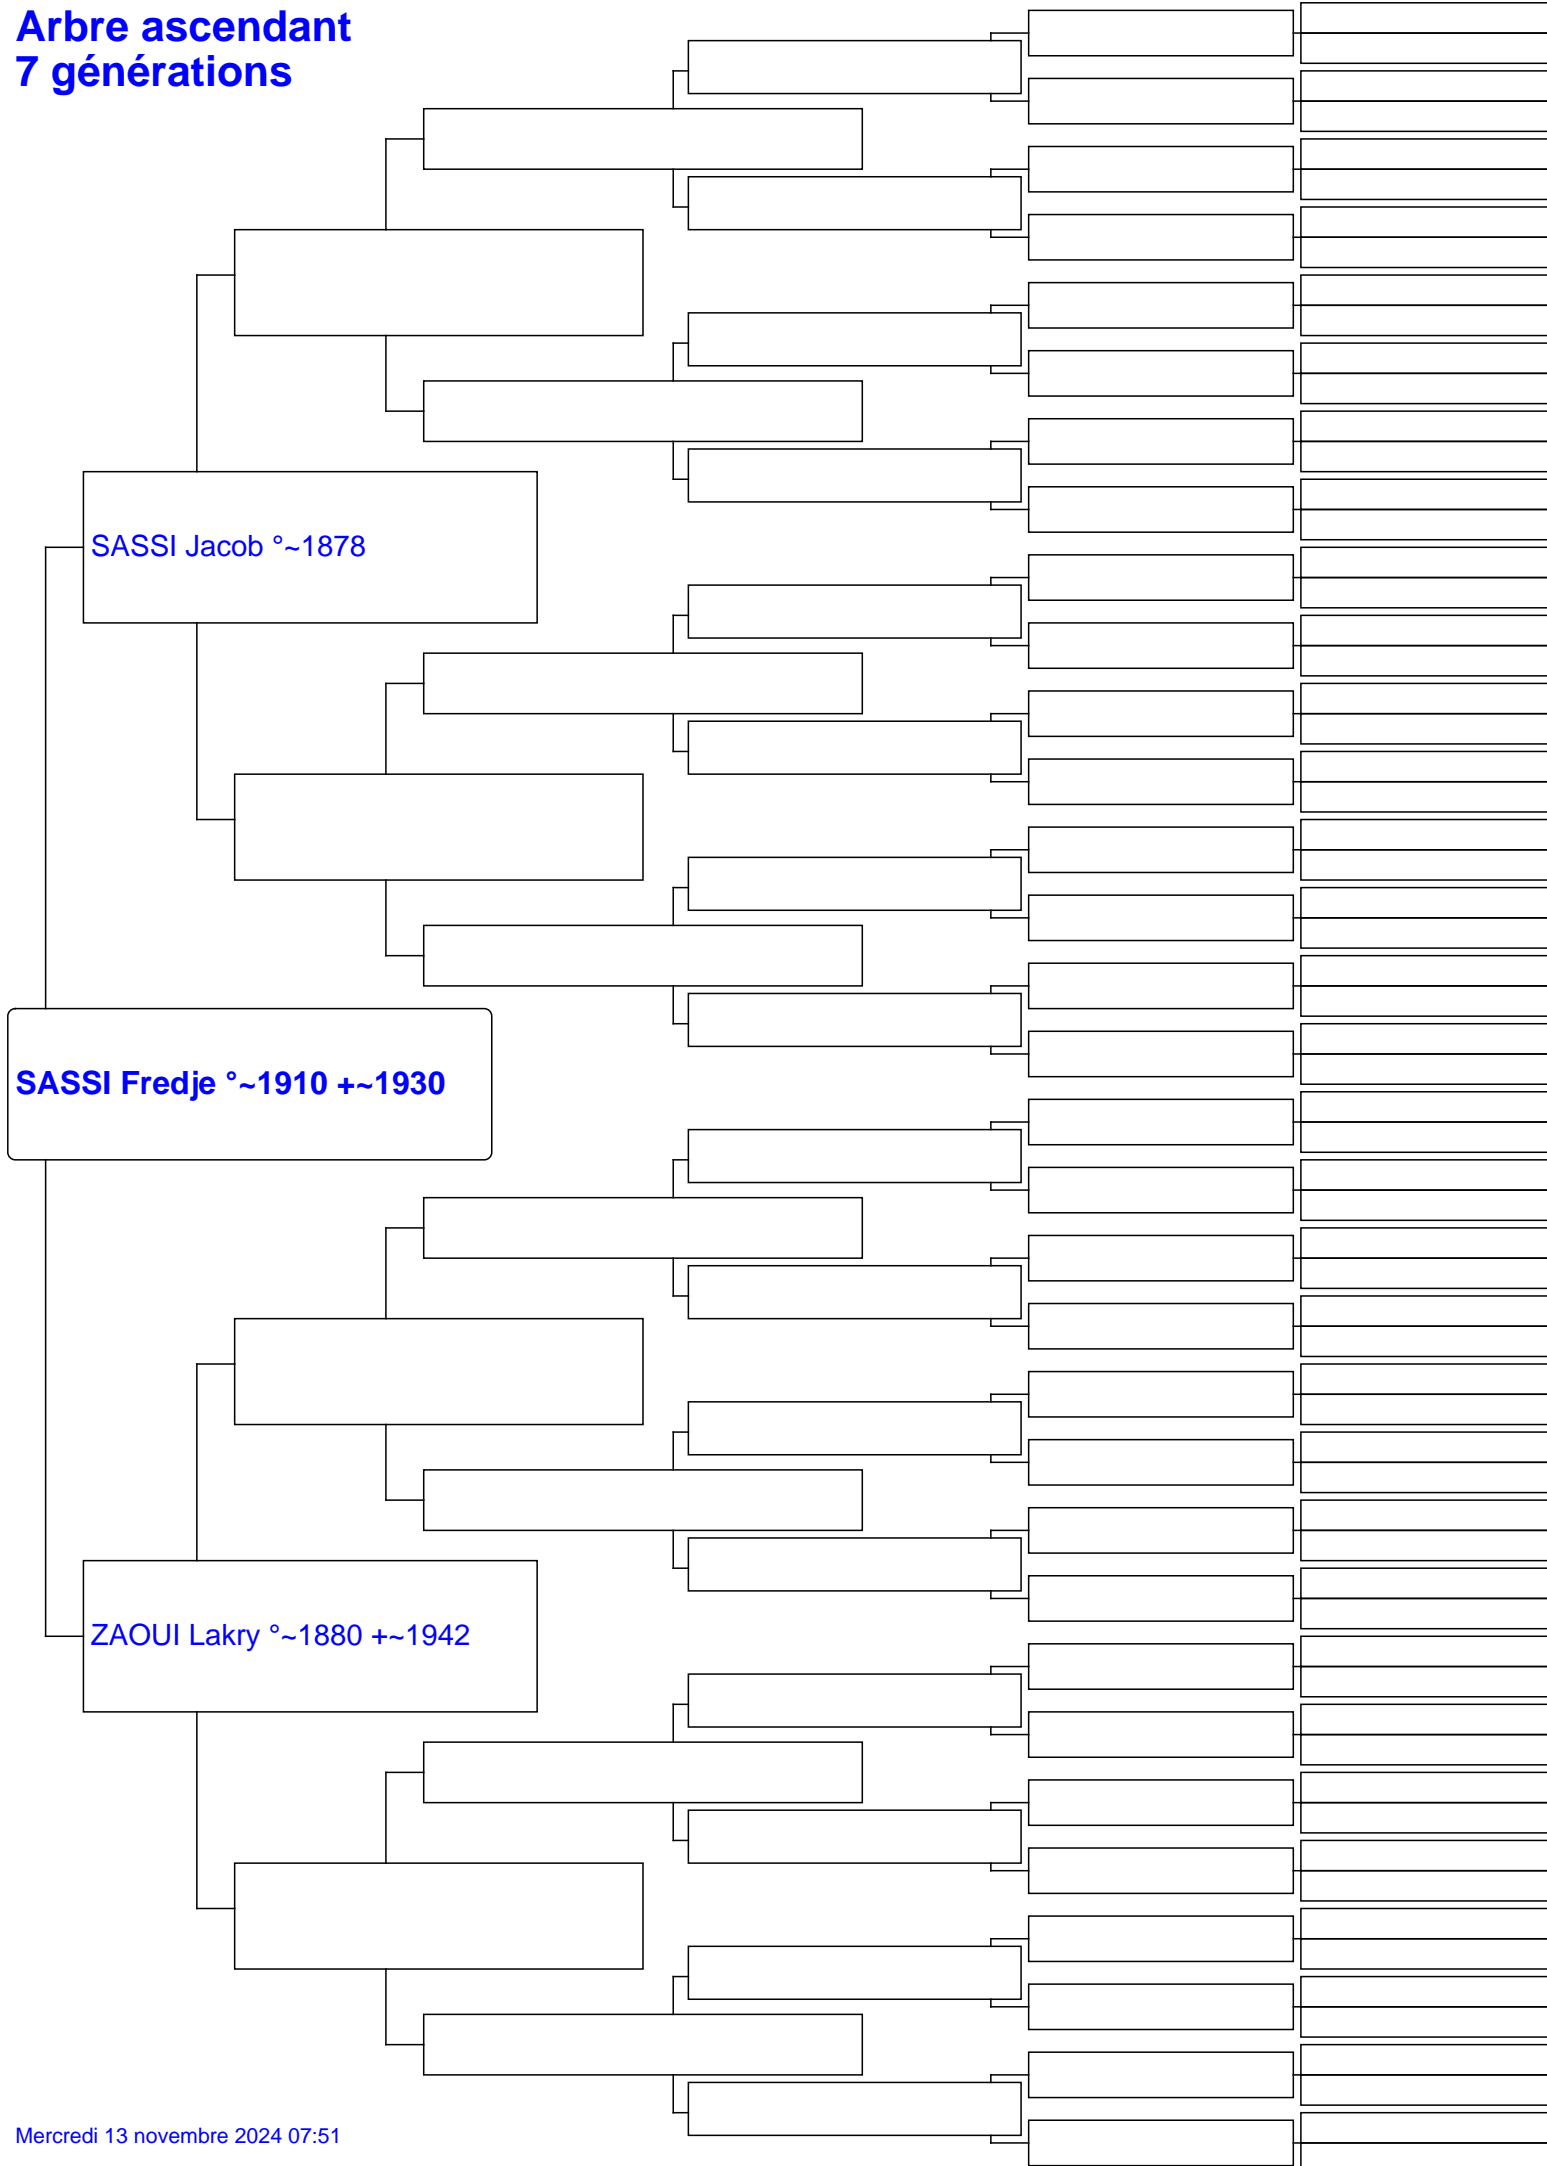 Arbre ascendant
7 générations
SASSI Jacob °~1878
SASSI Fredje °~1910 +~1930
ZAOUI Lakry °~1880 +~1942
Mercredi 13 novembre 2024 07:51